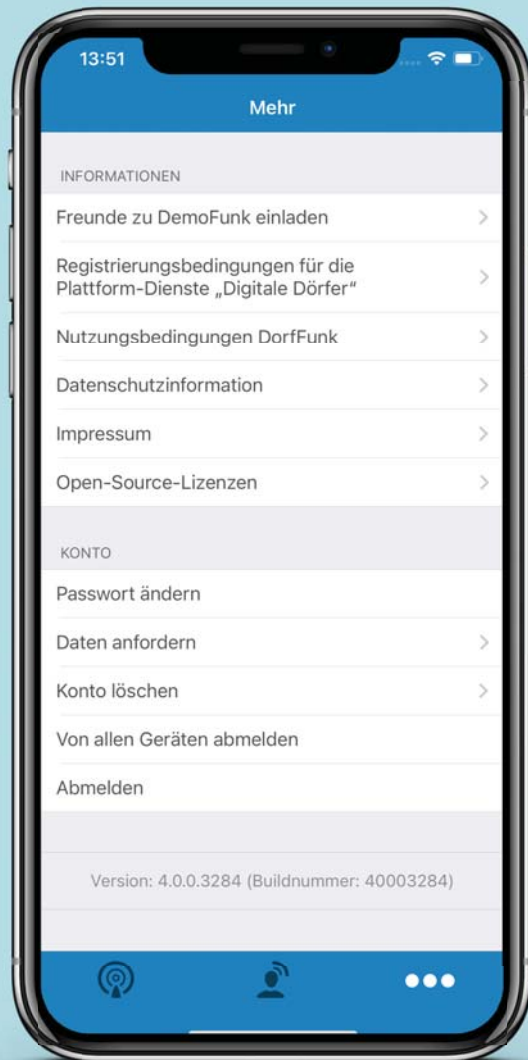 13:51
Mehr
INFORMATIONEN
Freunde zu DemoFunk einladen
Registrierungsbedingungen für die
Plattform-Dienste „Digitale Dörfer“
Nutzungsbedingungen DorfFunk
Datenschutzinformation
Impressum
Open-Source-Lizenzen
KONTO
Passwort ändern
Daten anfordern
Konto löschen
Von allen Geräten abmelden
Abmelden
Version: 4.0.0.3284 (Buildnummer: 40003284)